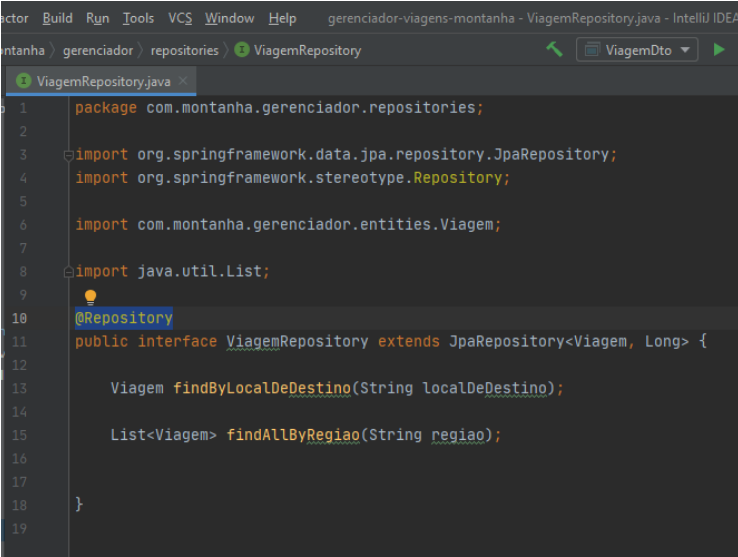 Build Run Tools VCS Window Help gerenciador-viagens-montanha - ViagemRepository.java - IntelliJ IDEA
gerenciador repositories ViagemRepository ViagemDto
ViagemRepository.java
1 package com.montanha.gerenciador.repositories;
2
3 import org.springframework.data.jpa.repository.JpaRepository;
4 import org.springframework.stereotype.Repository;
5
6 import com.montanha.gerenciador.entities.Viagem;
7
8 import java.util.List;
9
10 @Repository
11 public interface ViagemRepository extends JpaRepository<Viagem, Long> {
12
13 Viagem findByLocalDeDestino(String localDeDestino);
14
15 List<Viagem> findAllByRegiao(String regiao);
16
17
18 }
19